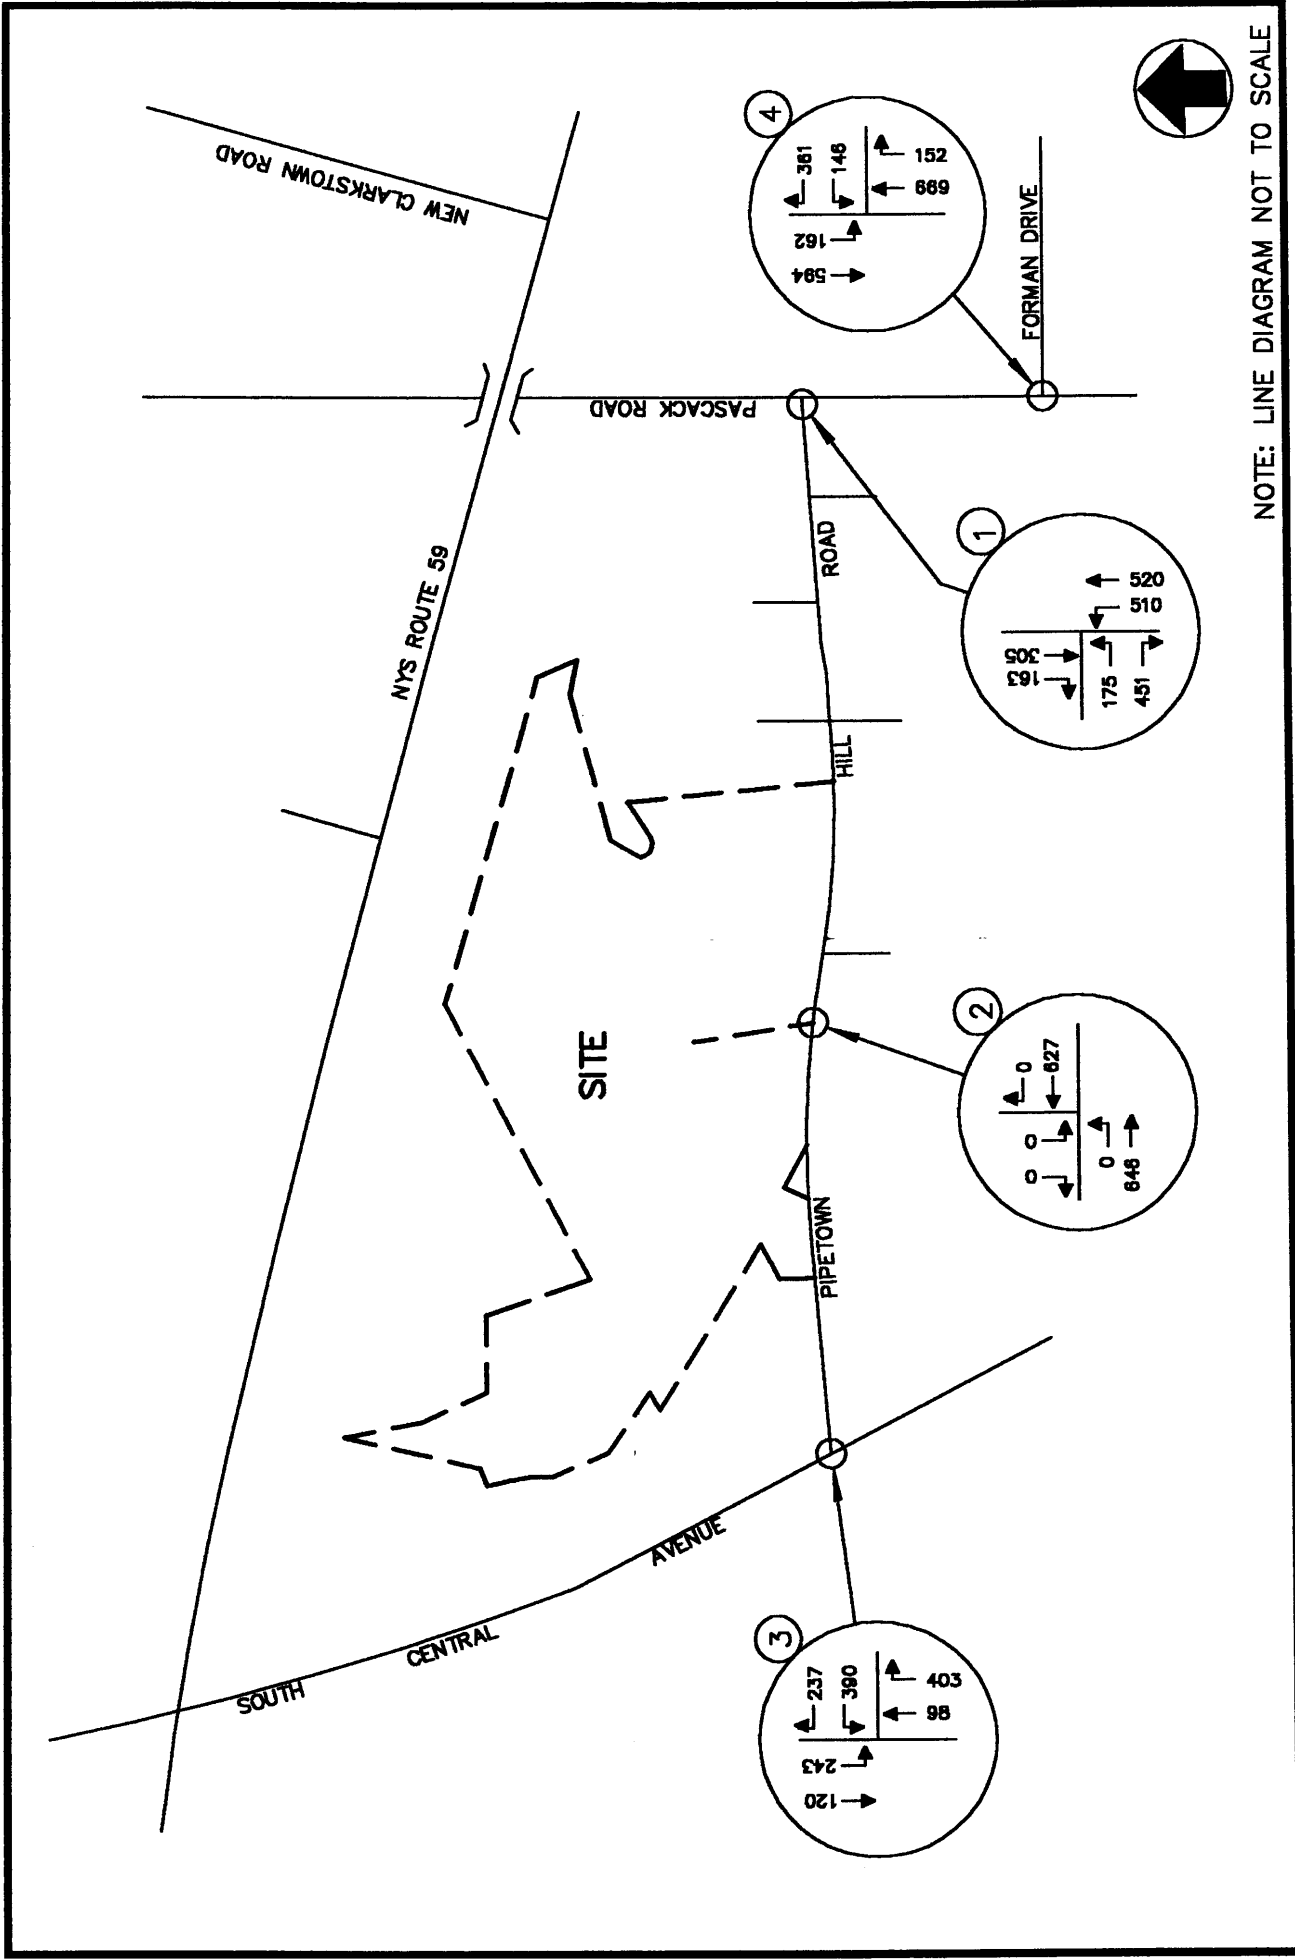 NEW CLARKSTOWN ROAD
NYS ROUTE 59
PASCACK ROAD
FORMAN DRIVE
PIPETOWN
HILL
ROAD
SOUTH
CENTRAL
AVENUE
SITE
3
120
243
237
390
98
403
2
0
0
0
627
0
646
1
163
305
175
451
510
520
4
594
162
361
146
669
152
NOTE: LINE DIAGRAM NOT TO SCALE